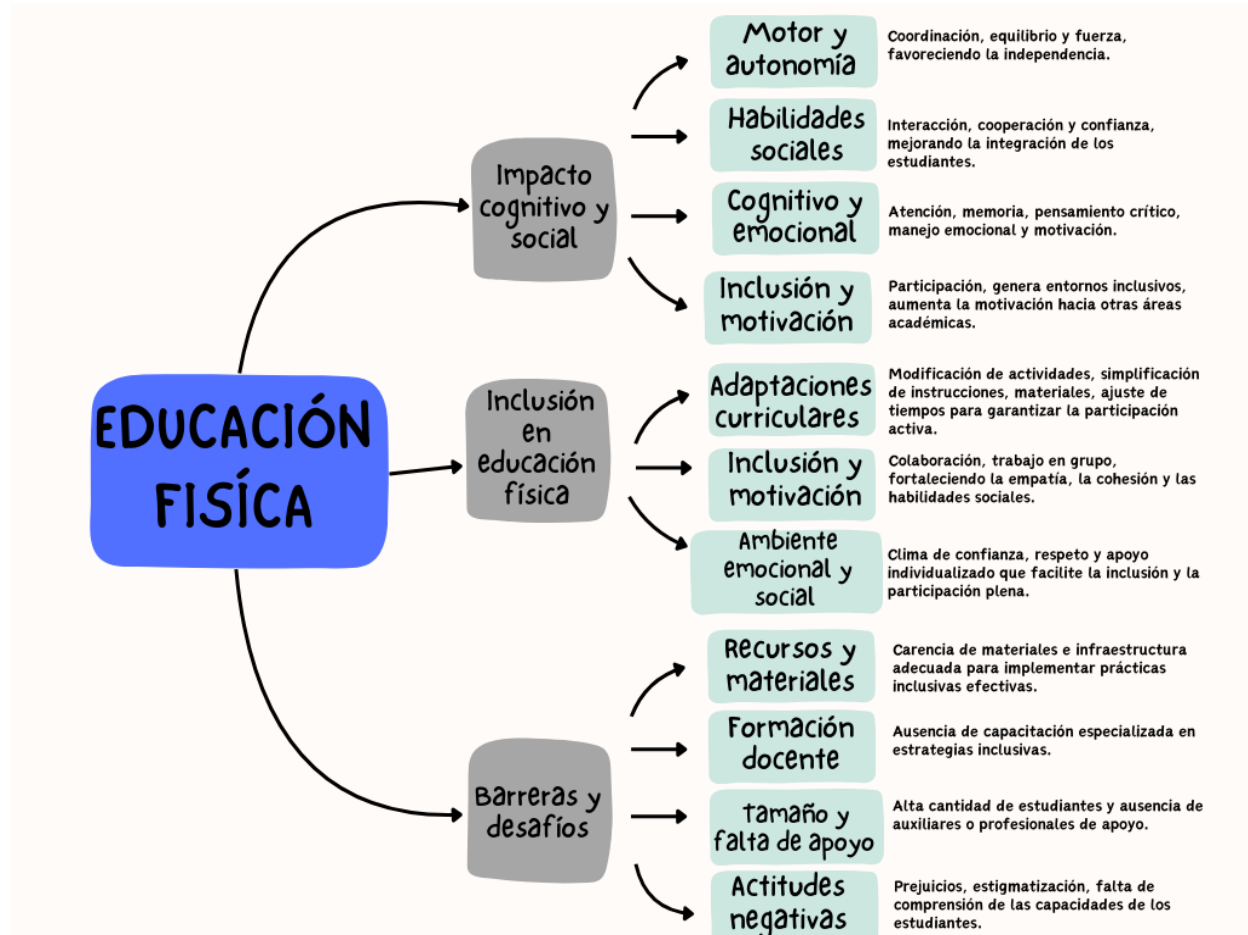 EDUCACIÓN
FISÍCA
Impacto
cognitivo y
social
Motor y
autonomía
Coordinación, equilibrio y fuerza,
favoreciendo la independencia.
Habilidades
sociales
Interacción, cooperación y confianza,
mejorando la integración de los
estudiantes.
Cognitivo y
emocional
Atención, memoria, pensamiento crítico,
manejo emocional y motivación.
Inclusión y
motivación
Participación, genera entornos inclusivos,
aumenta la motivación hacia otras áreas
académicas.
Inclusión
en
educación
física
Adaptaciones
curriculares
Modificación de actividades, simplificación
de instrucciones, materiales, ajuste de
tiempos para garantizar la participación
activa.
Inclusión y
motivación
Colaboración, trabajo en grupo,
fortaleciendo la empatía, la cohesión y las
habilidades sociales.
Ambiente
emocional y
social
Clima de confianza, respeto y apoyo
individualizado que facilite la inclusión y la
participación plena.
Barreras y
desafíos
Recursos y
materiales
Carencia de materiales e infraestructura
adecuada para implementar prácticas
inclusivas efectivas.
Formación
docente
Ausencia de capacitación especializada en
estrategias inclusivas.
Tamaño y
falta de apoyo
Alta cantidad de estudiantes y ausencia de
auxiliares o profesionales de apoyo.
Actitudes
negativas
Prejuicios, estigmatización, falta de
comprensión de las capacidades de los
estudiantes.